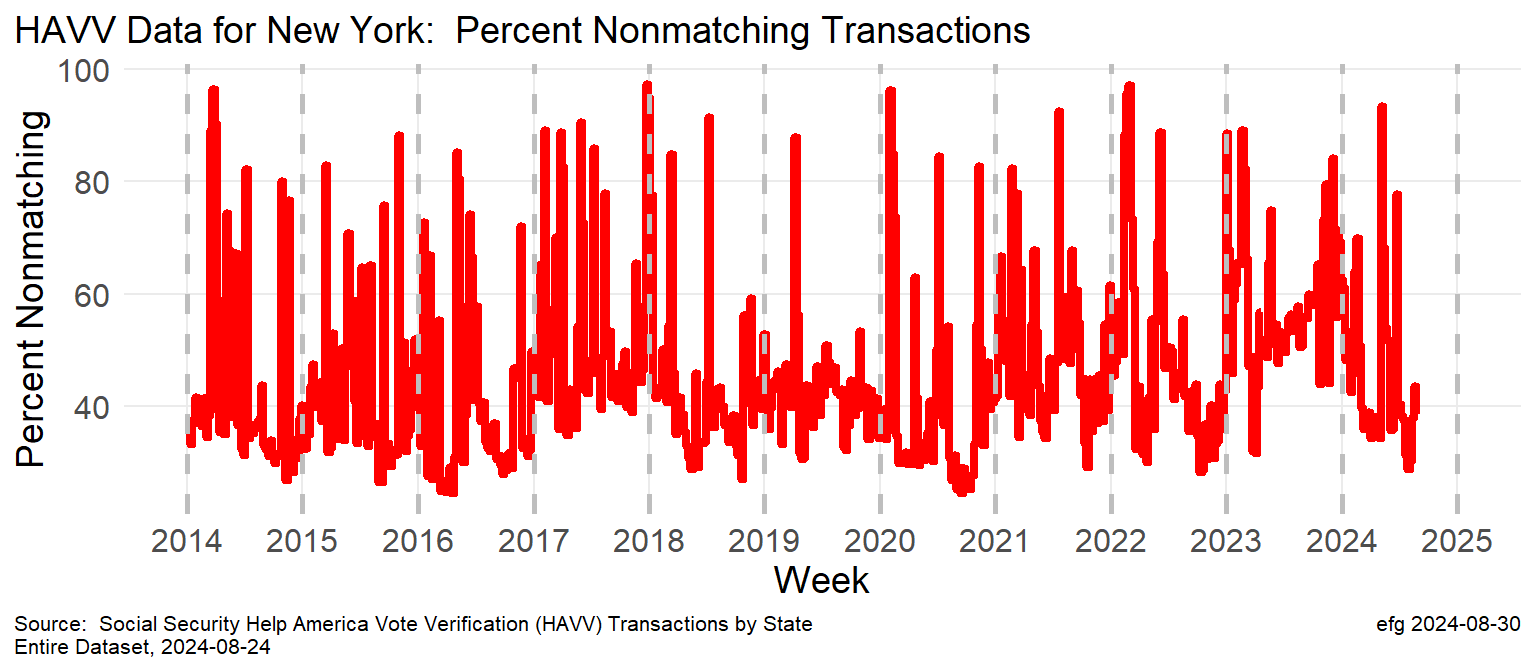 HAVV Data for New York:  Percent Nonmatching Transactions
100
80
60
40
Percent Nonmatching
2014 2015 2016 2017 2018 2019 2020 2021 2022 2023 2024 2025
Week
Source:  Social Security Help America Vote Verification (HAVV) Transactions by State
Entire Dataset, 2024-08-24
efg 2024-08-30